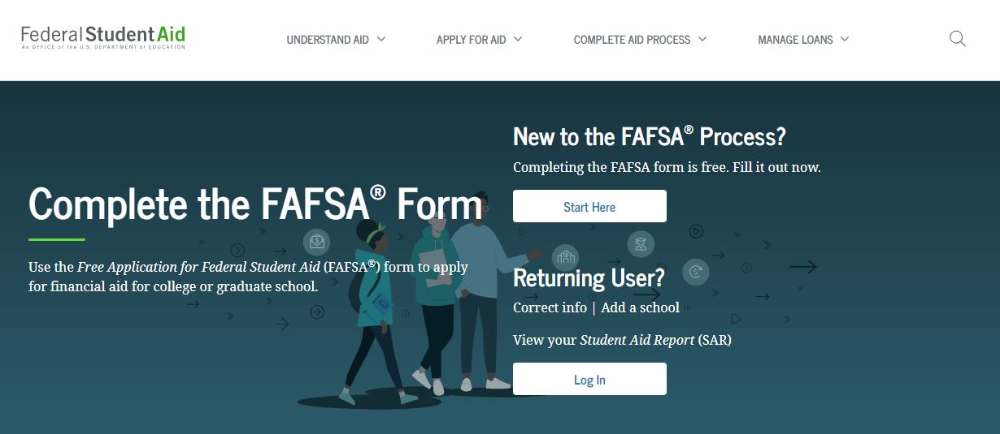 Federal Student Aid
An OFFICE of the U.S. DEPARTMENT of EDUCATION
UNDERSTAND AID
APPLY FOR AID
COMPLETE AID PROCESS
MANAGE LOANS
Complete the FAFSA® Form
Use the Free Application for Federal Student Aid (FAFSA®) form to apply
for financial aid for college or graduate school.
New to the FAFSA® Process?
Completing the FAFSA form is free. Fill it out now.
Start Here
Returning User?
Correct info | Add a school
View your Student Aid Report (SAR)
Log In